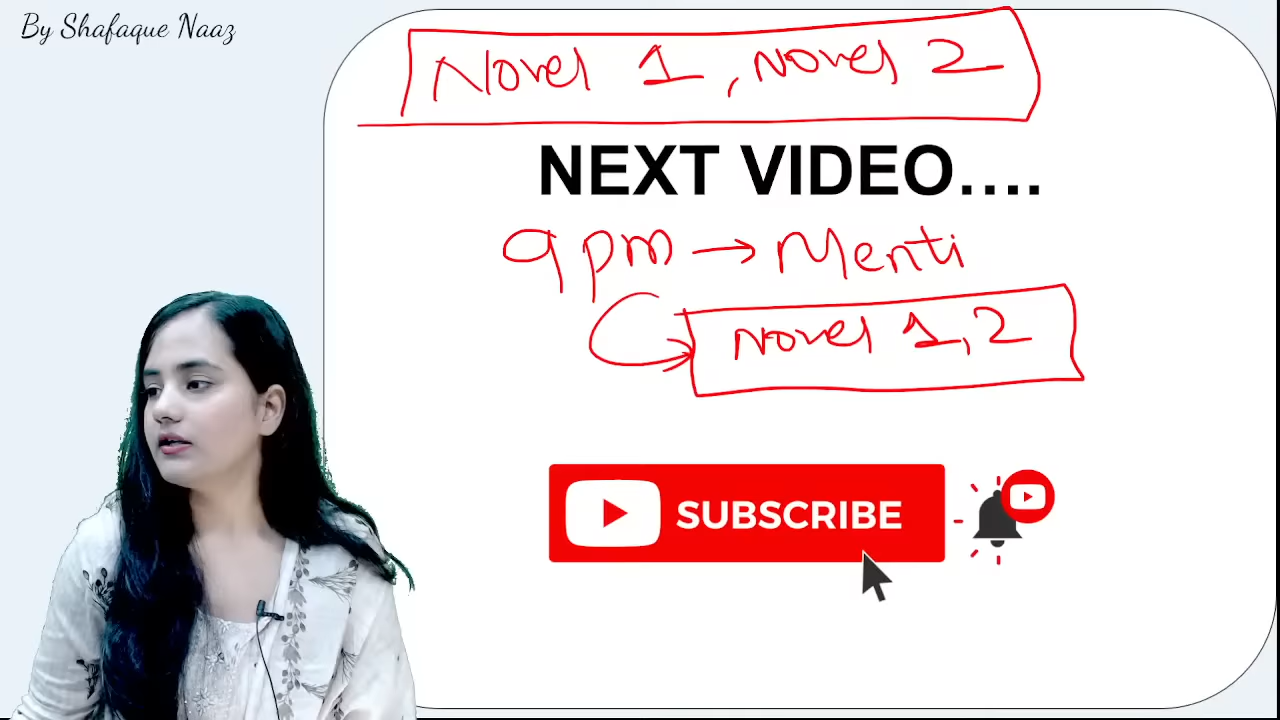 By Shafaque Naaz
Novel 1, Novel 2
NEXT VIDEO....
9pm → Menti
Novel 1,2
SUBSCRIBE